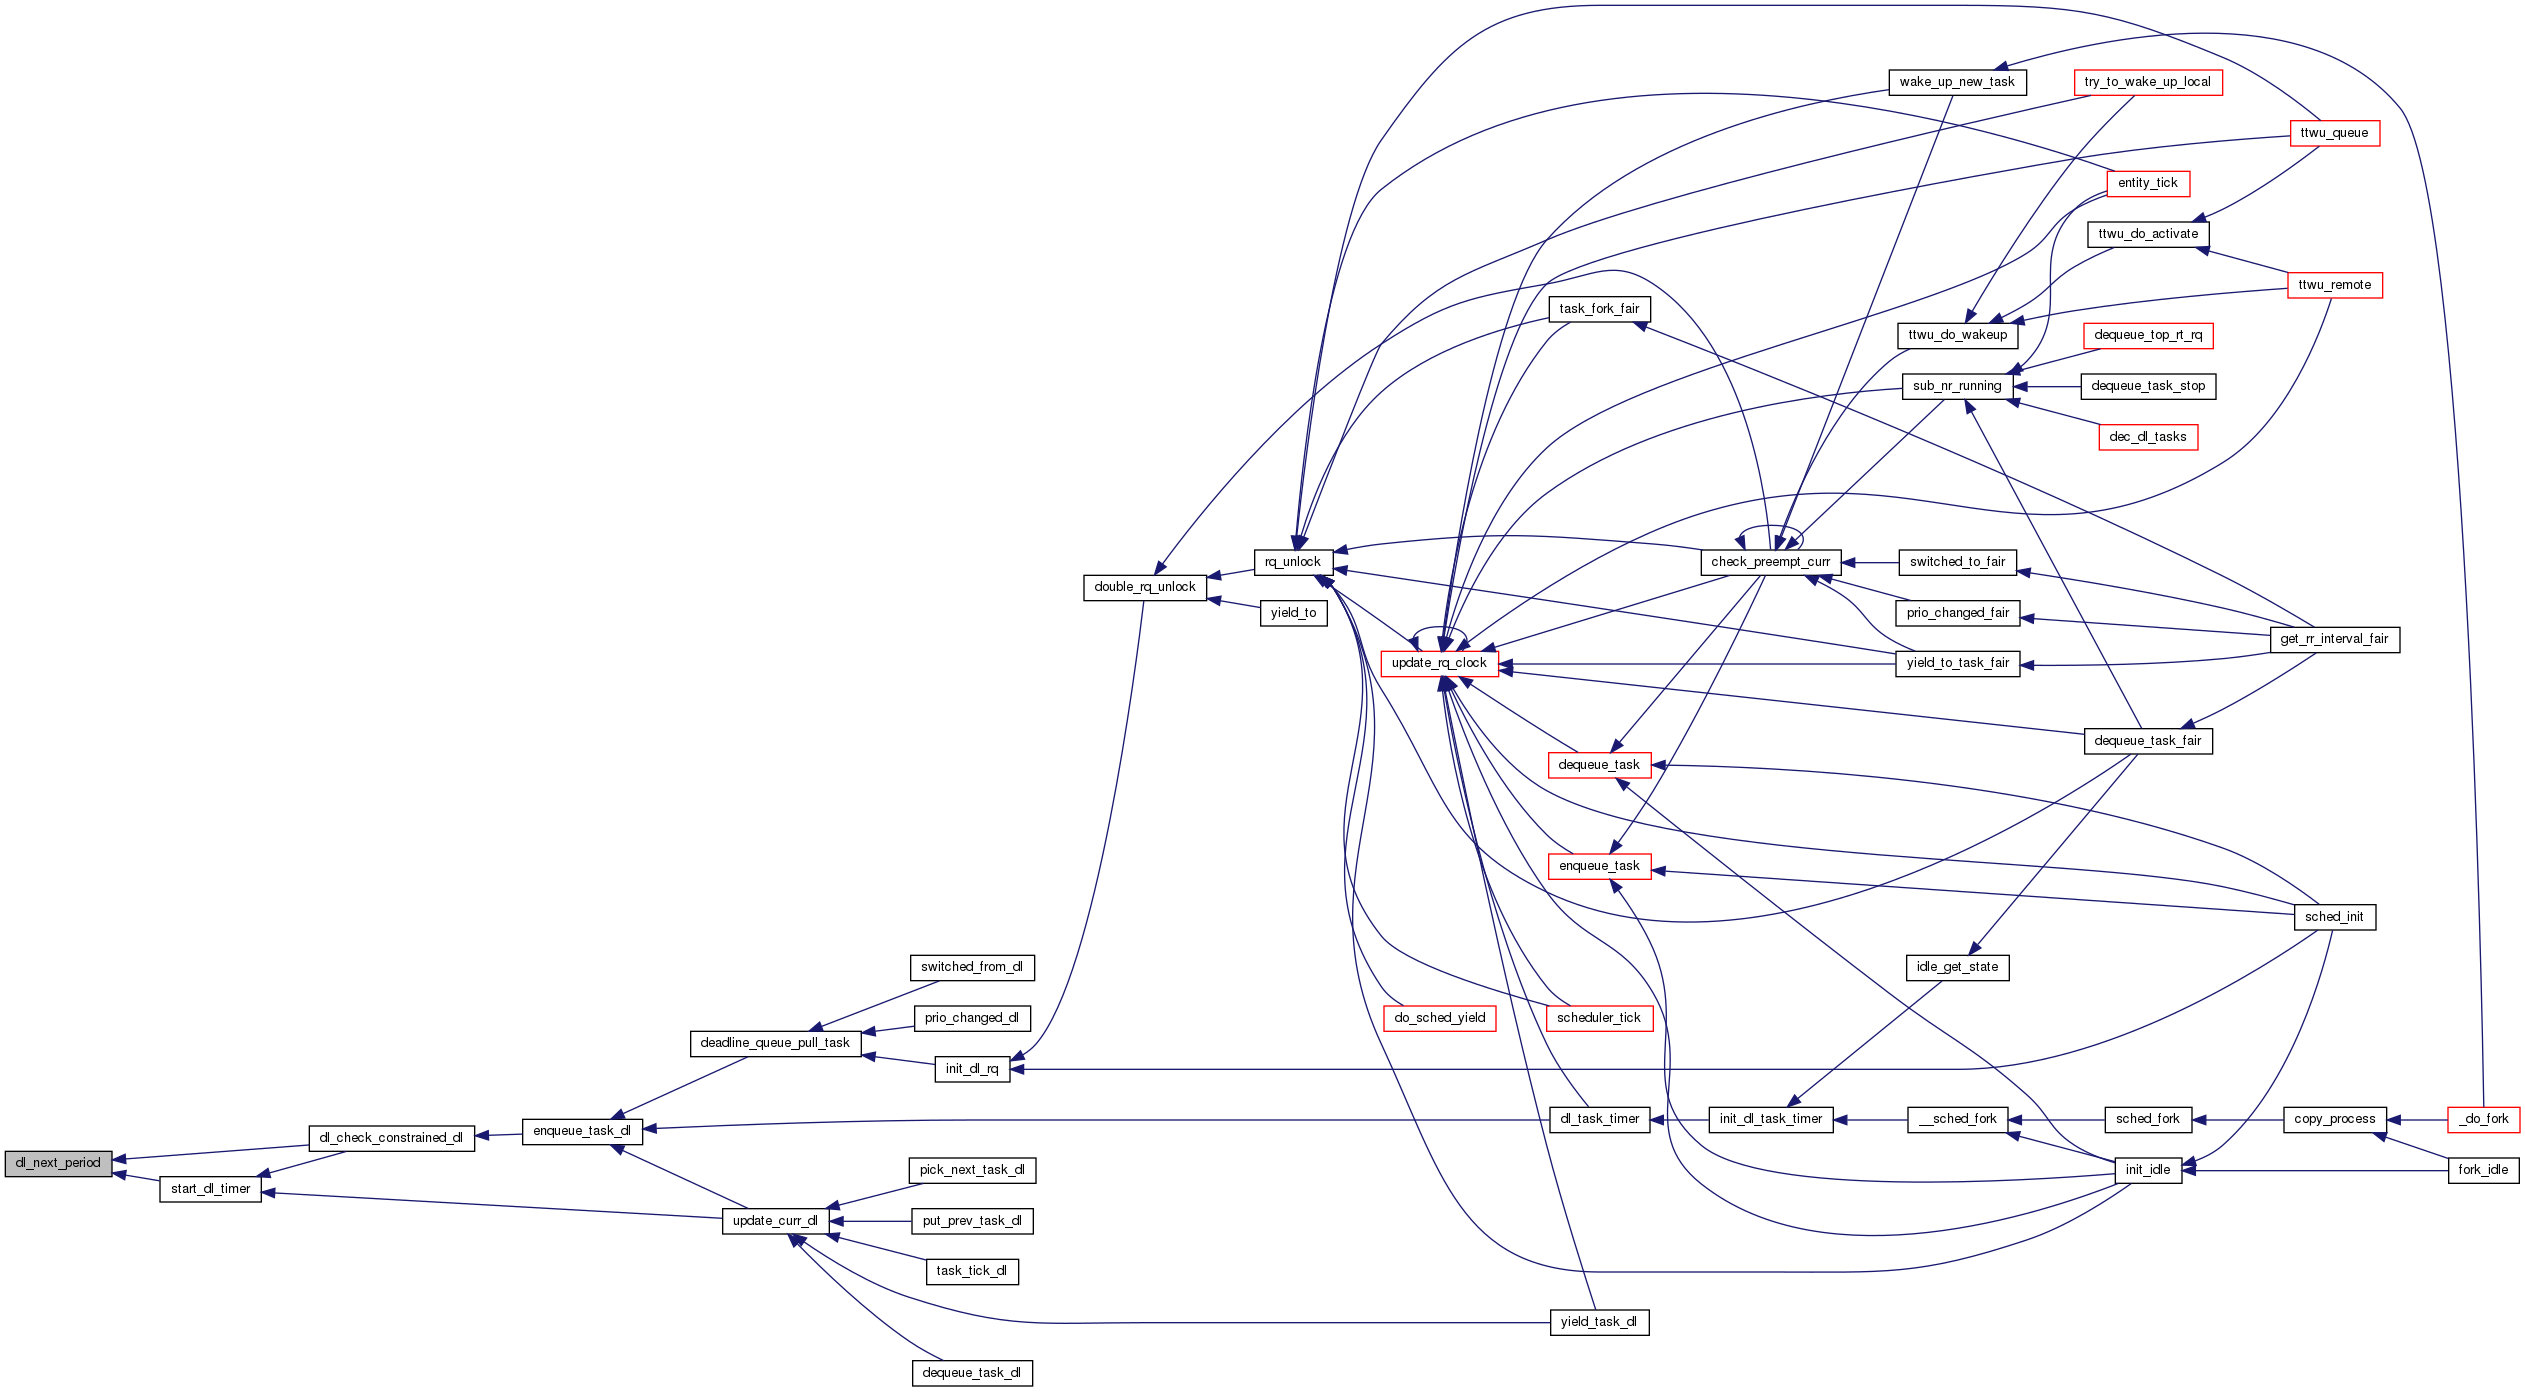 dl_next_period
start_dl_timer
dl_check_constrained_dl
enqueue_task_dl
deadline_queue_pull_task
update_curr_dl
switched_from_dl
prio_changed_dl
init_dl_rq
pick_next_task_dl
put_prev_task_dl
task_tick_dl
dequeue_task_dl
double_rq_unlock
rq_unlock
yield_to
update_rq_clock
do_sched_yield
task_fork_fair
dequeue_task
enqueue_task
scheduler_tick
dl_task_timer
yield_task_dl
check_preempt_curr
init_dl_task_timer
wake_up_new_task
ttwu_do_wakeup
sub_nr_running
switched_to_fair
prio_changed_fair
yield_to_task_fair
idle_get_state
__sched_fork
try_to_wake_up_local
entity_tick
ttwu_do_activate
dequeue_top_rt_rq
dequeue_task_stop
dec_dl_tasks
dequeue_task_fair
sched_fork
init_idle
ttwu_queue
ttwu_remote
get_rr_interval_fair
sched_init
copy_process
_do_fork
fork_idle